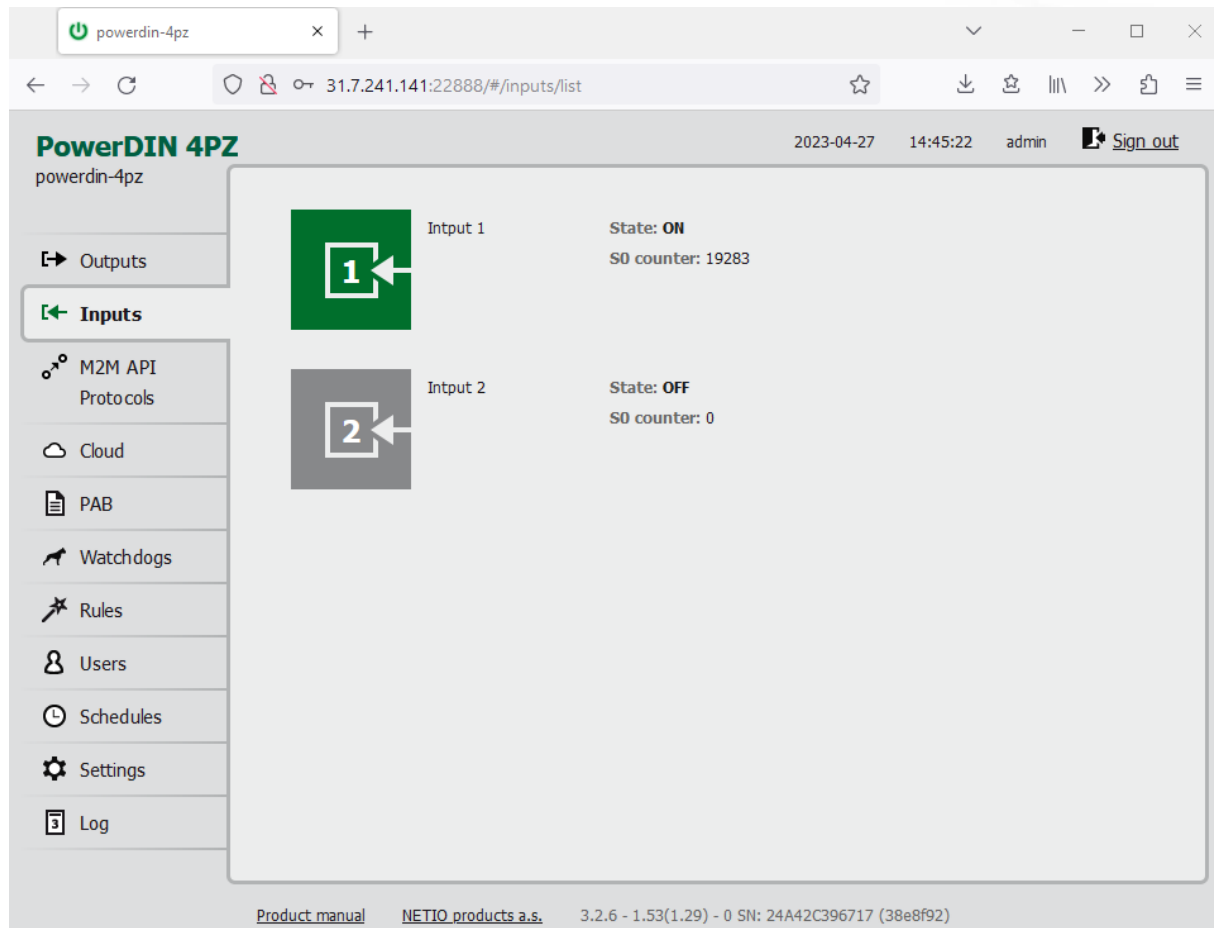 powerdin-4pz
31.7.241.141:22888/#/inputs/list
PowerDIN 4PZ
2023-04-27 14:45:22 admin Sign out
powerdin-4pz
Outputs
Inputs
M2M API
Protocols
Cloud
PAB
Watchdogs
Rules
Users
Schedules
Settings
3 Log
1
Intput 1 State: ON
S0 counter: 19283
2
Intput 2 State: OFF
S0 counter: 0
Product manual NETIO products a.s. 3.2.6 - 1.53(1.29) - 0 SN: 24A42C396717 (38e8f92)